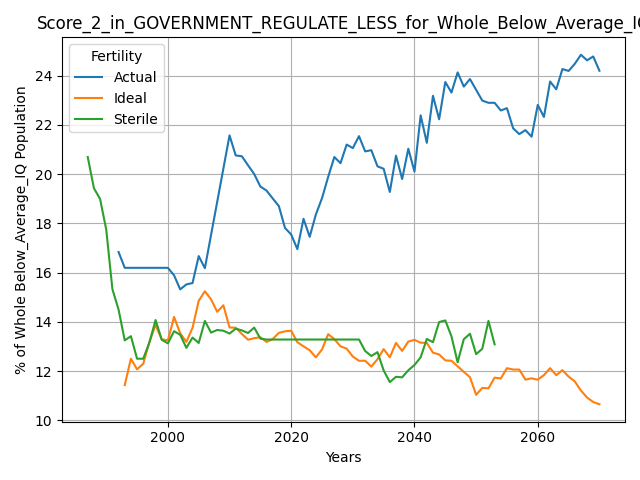 Score_2_in_GOVERNMENT_REGULATE_LESS_for_Whole_Below_Average_IQ
Fertility
Actual
Ideal
Sterile
% of Whole Below_Average_IQ Population
24
22
20
18
16
14
12
10
2000 2020 2040 2060
Years